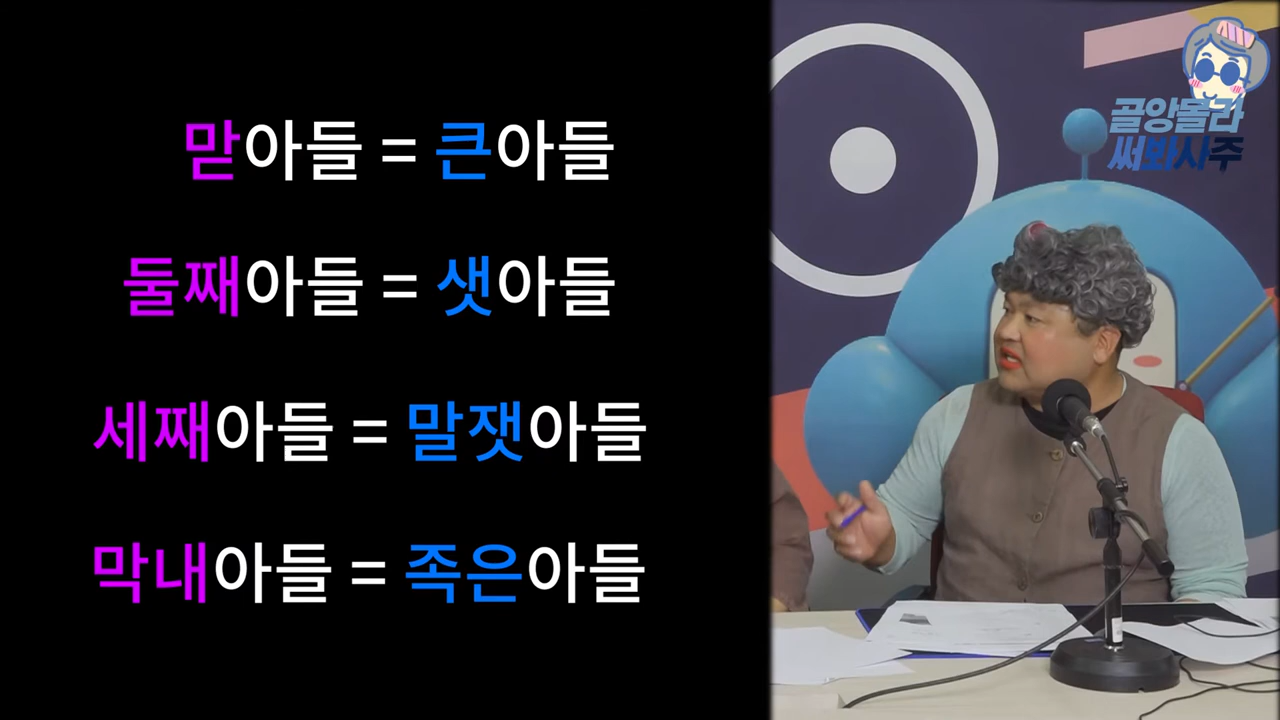 맏아들 = 큰아들
둘째아들 = 샛아들
세째아들 = 말잿아들
막내아들 = 족은아들
골앙몰라
써봐사주